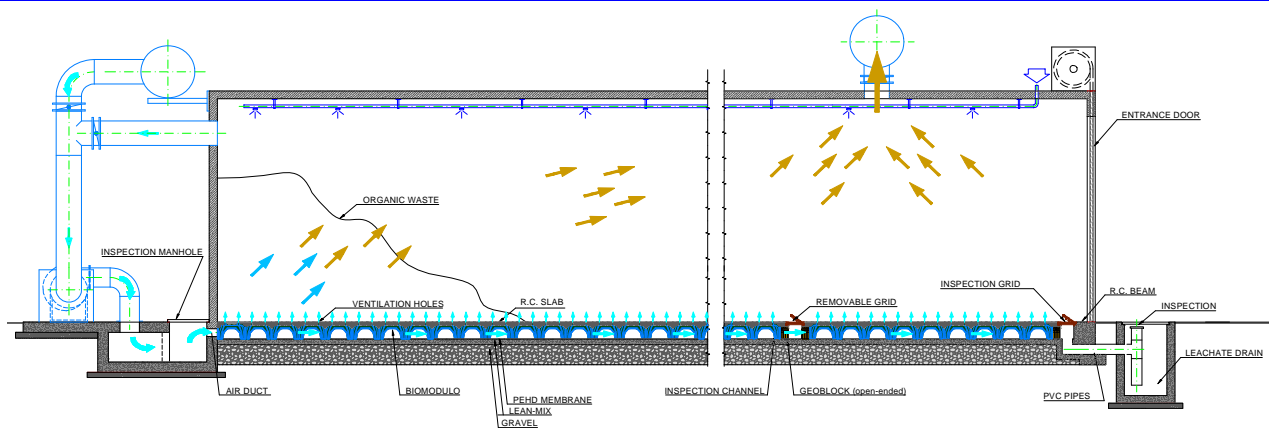 ENTRANCE DOOR
ORGANIC WASTE
INSPECTION MANHOLE
INSPECTION GRID
R.C. BEAM
VENTILATION HOLES
R.C. SLAB
REMOVABLE GRID
INSPECTION
LEACHATE DRAIN
AIR DUCT
BIOMODULO
INSPECTION CHANNEL
GEOBLOCK (open-ended)
PVC PIPES
PEHD MEMBRANE
LEAN-MIX
GRAVEL